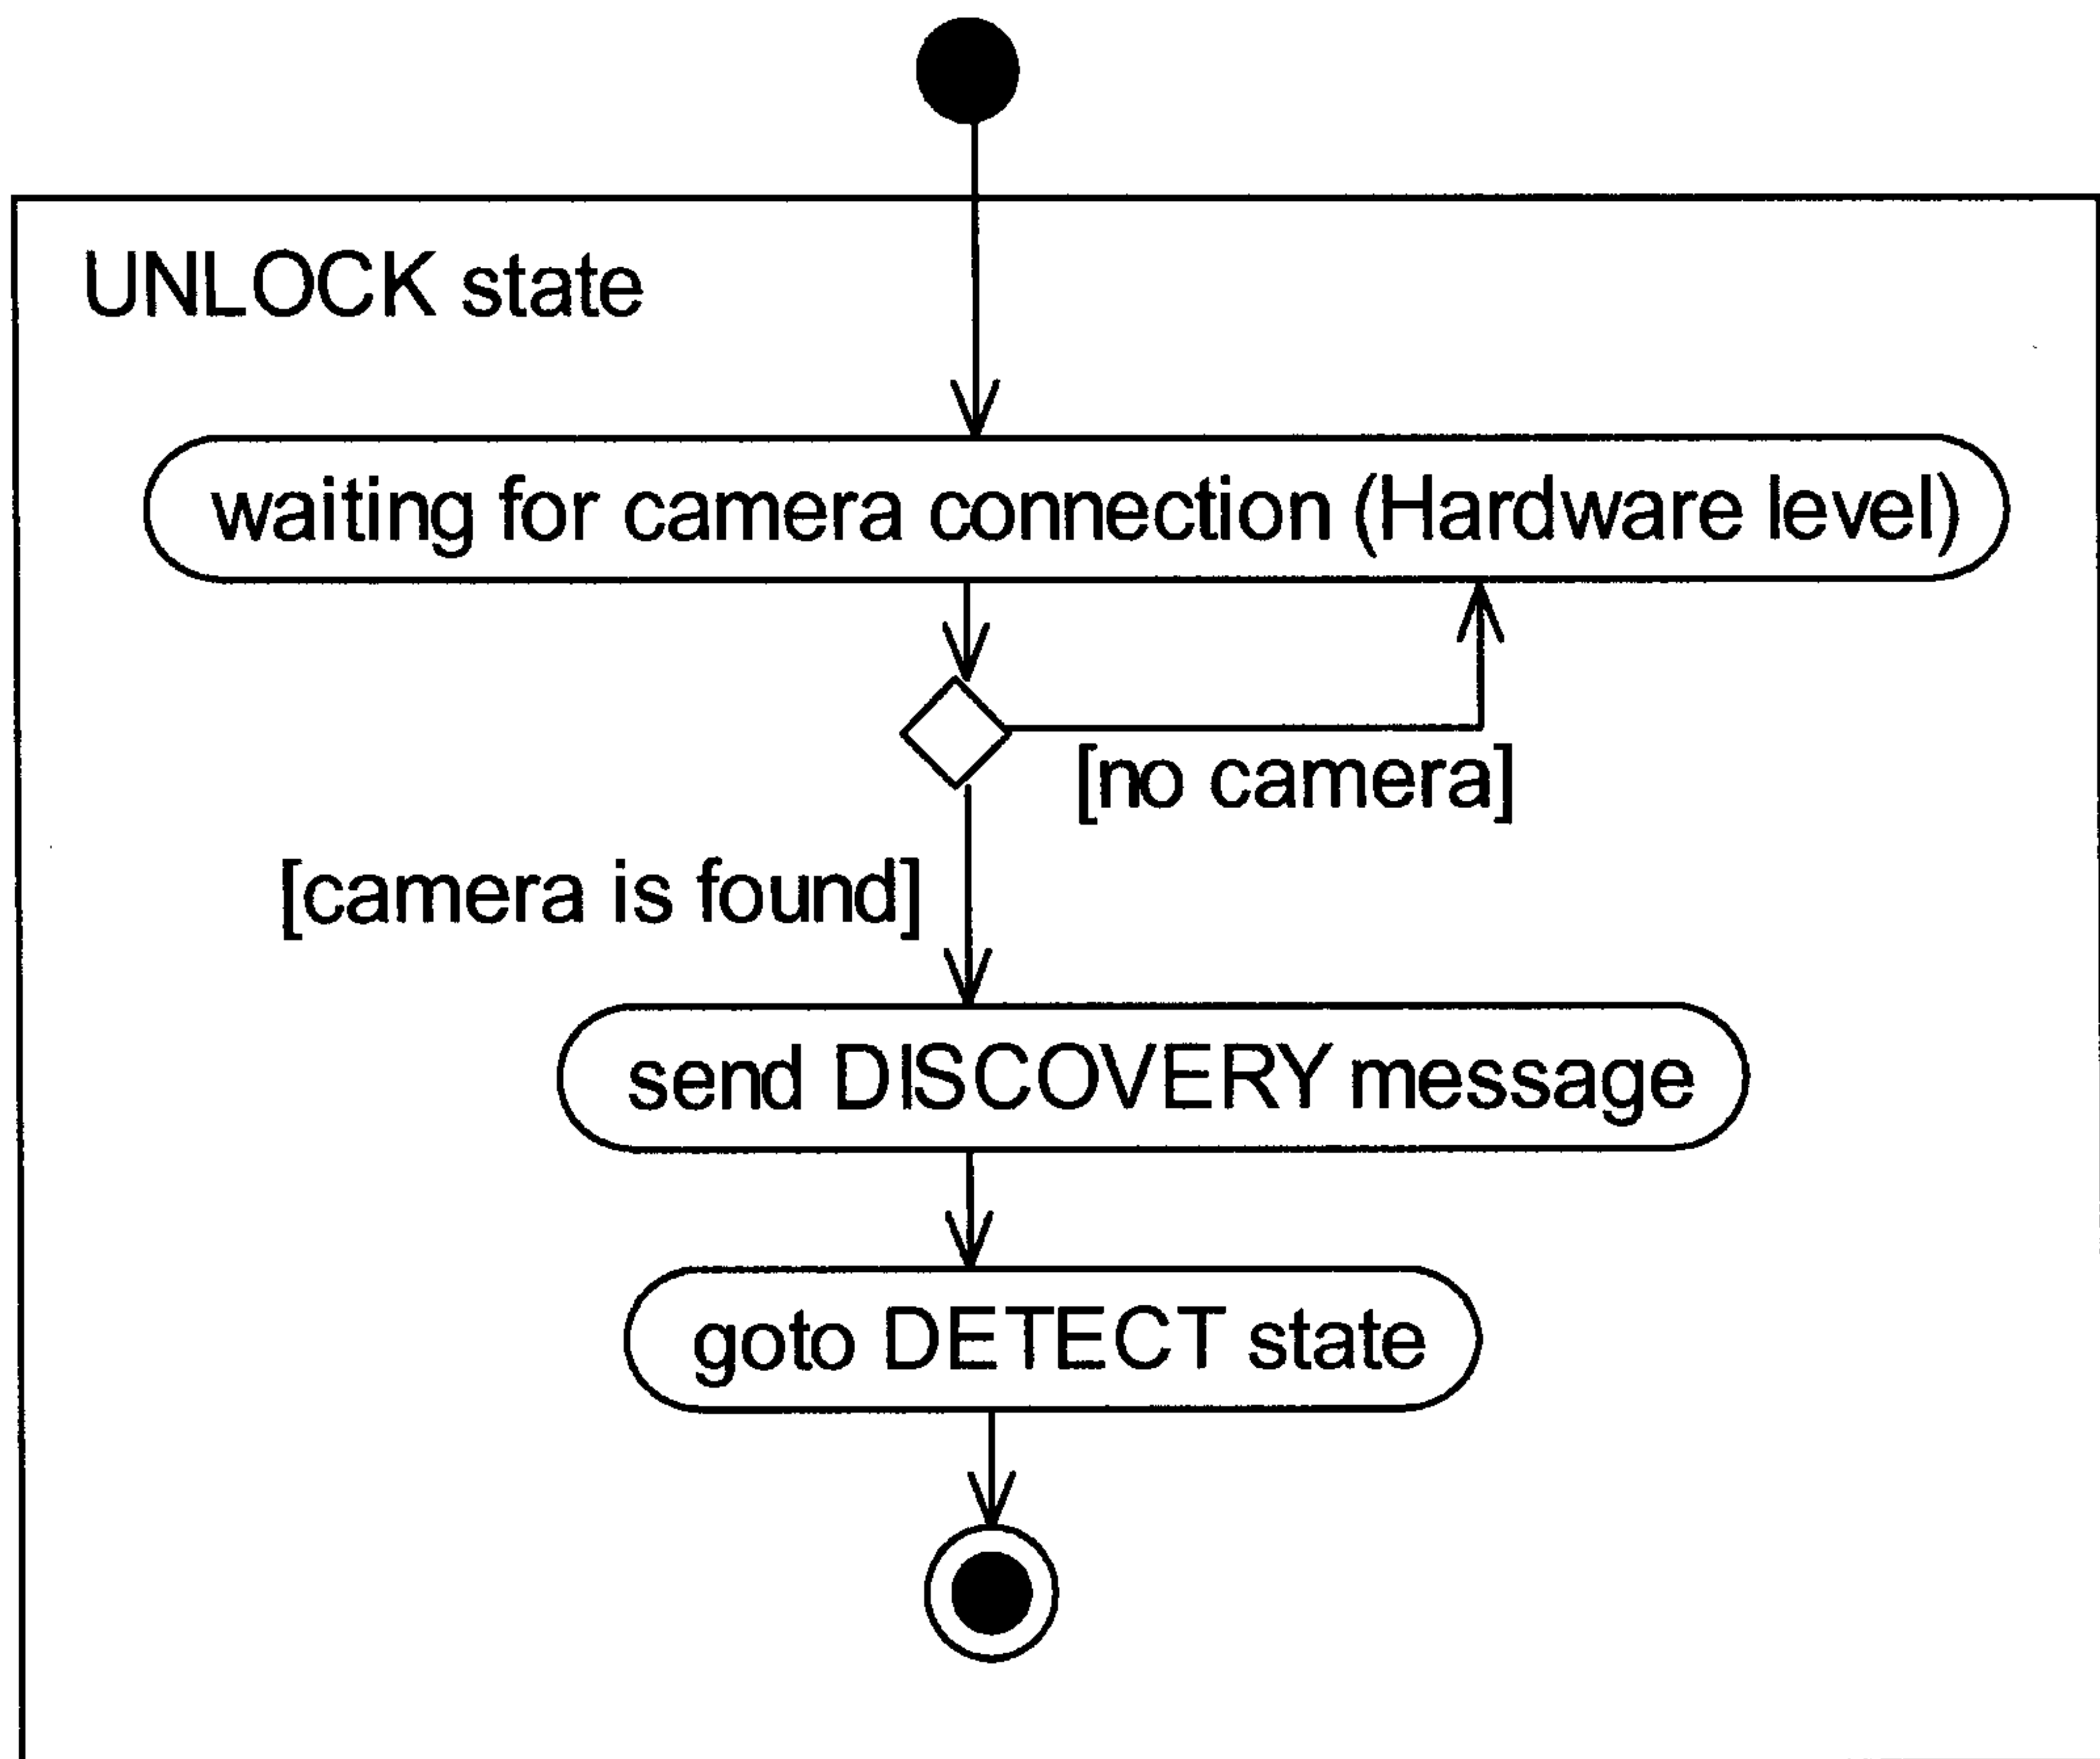 UNLOCK state
waiting for camera connection (Hardware level)
[no camera]
[camera is found]
send DISCOVERY message
goto DETECT state